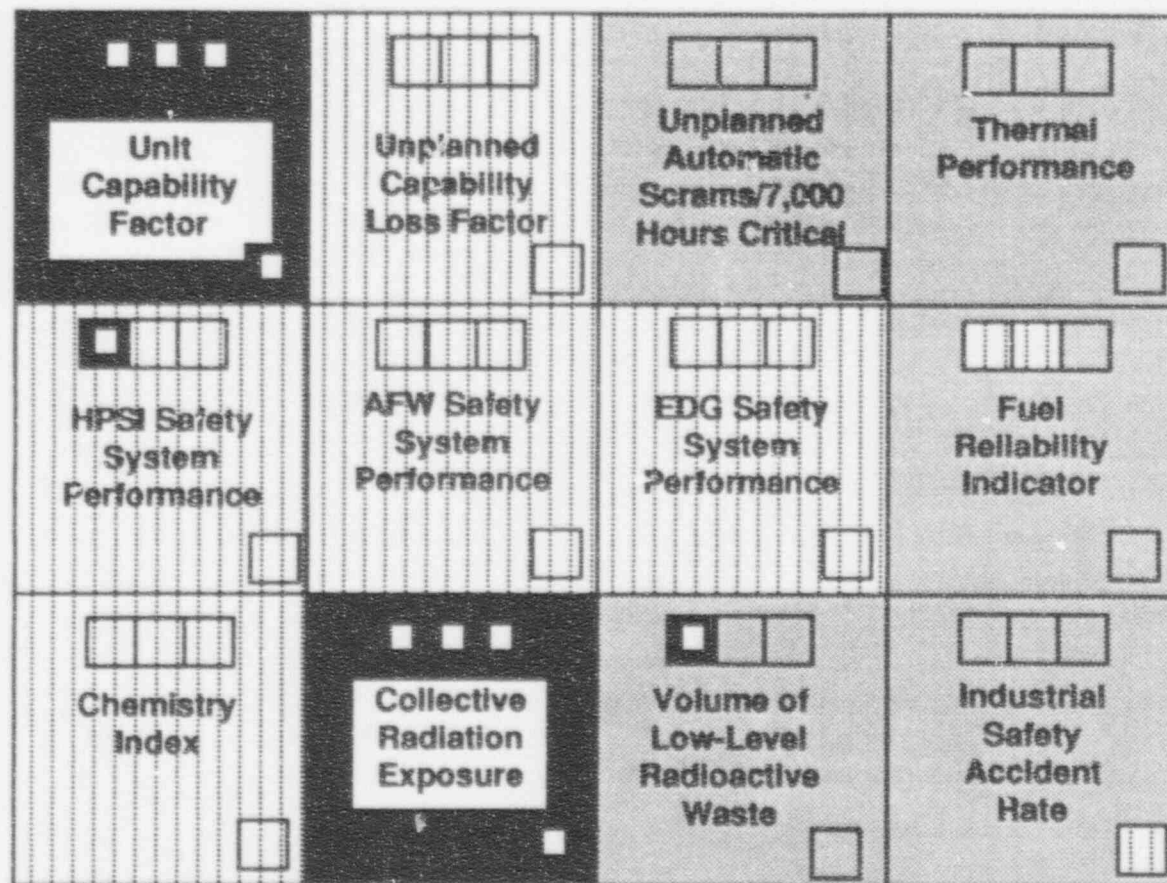 Unit
Capability
Factor
Unplanned
Capability
Loss Factor
Unplanned
Automatic
Scrams/7,000
Hours Critical
Thermal
Performance
HPSI Safety
System
Performance
AFW Safety
System
Performance
EDG Safety
System
Performance
Fuel
Reliability
Indicator
Chemistry
Index
Collective
Radiation
Exposure
Volume of
Low-Level
Radioactive
Waste
Industrial
Safety
Accident
Rate